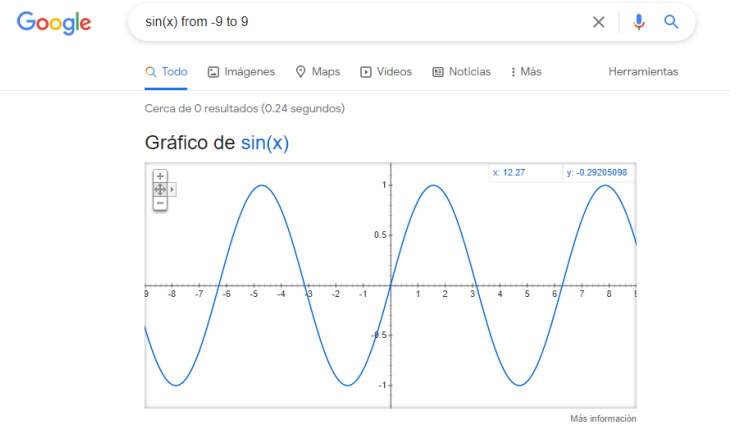 Google
sin(x) from -9 to 9
Todo Imágenes Maps Vídeos Noticias Más Herramientas
Cerca de 0 resultados (0.24 segundos)
Gráfico de sin(x)
x: 12.27 y: -0.29205098
1
0.5
9 -8 -7 -6 -5 -4 -3 -2 -1 1 2 3 4 5 6 7 8 9
-0.5
-1
Más información